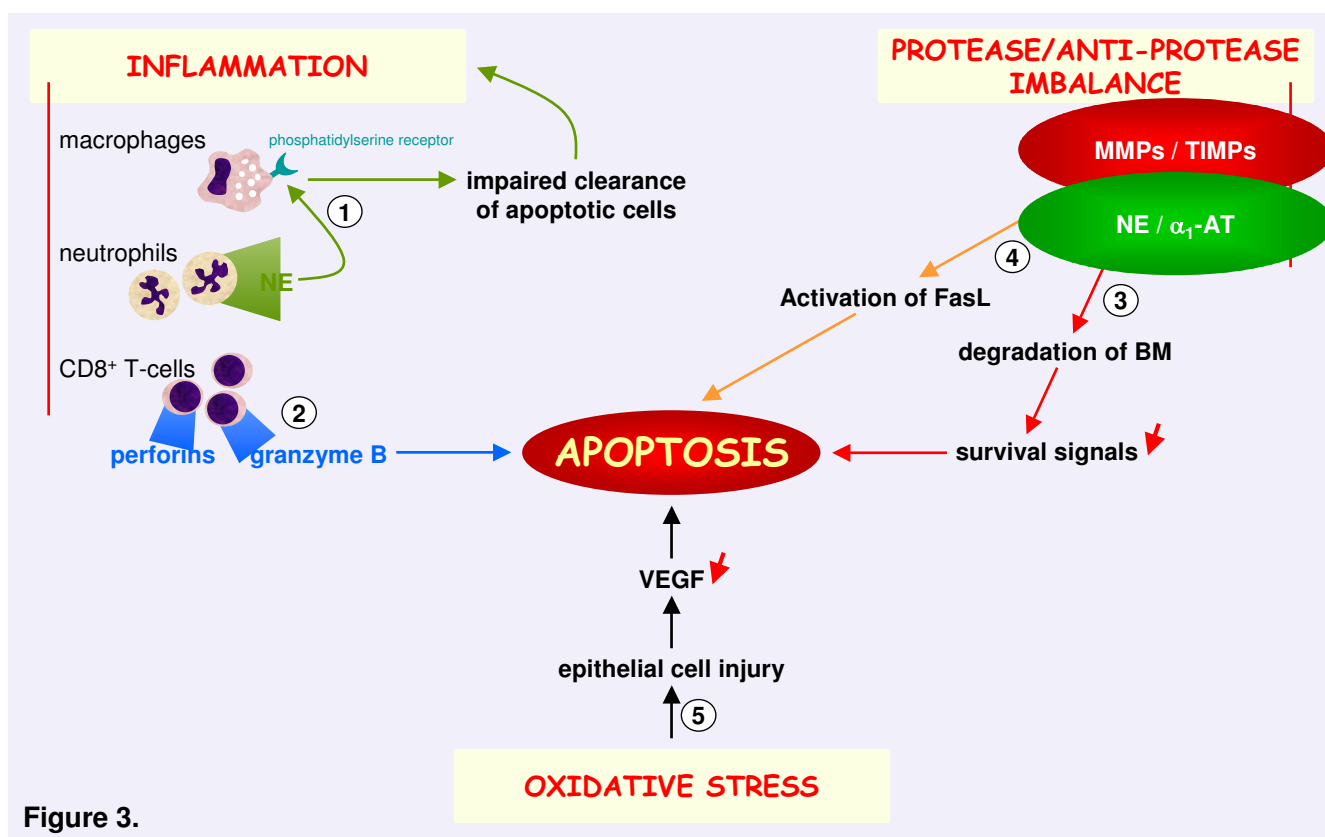 INFLAMMATION
PROTEASE/ANTI-PROTEASE
IMBALANCE
macrophages
phosphatidylserine receptor
MMPs / TIMPs
impaired clearance
of apoptotic cells
1
NE / α₁-AT
neutrophils
NE
4
Activation of FasL
3
degradation of BM
CD8⁺ T-cells
2
perforins
granzyme B
APOPTOSIS
survival signals
VEGF
epithelial cell injury
5
OXIDATIVE STRESS
Figure 3.